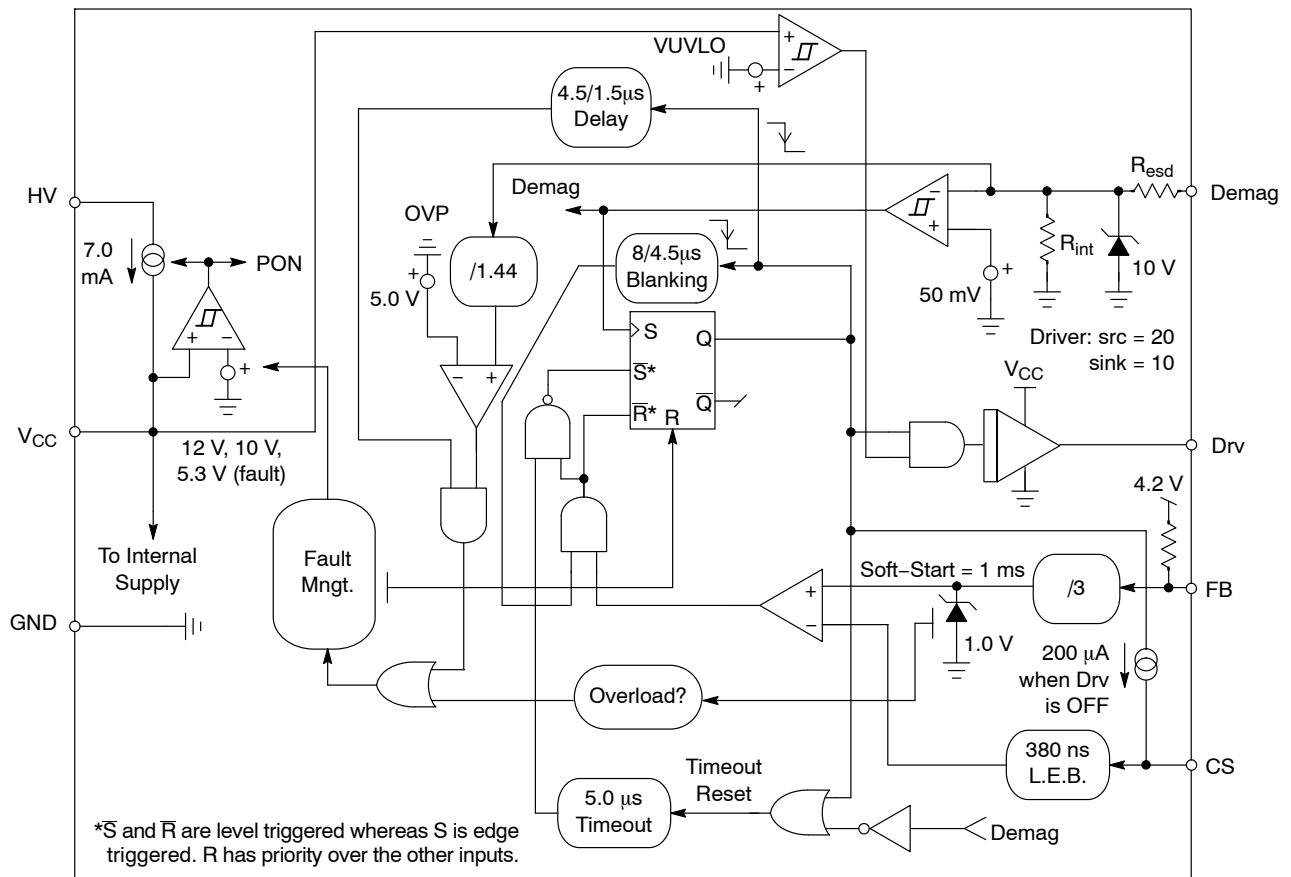 VUVLO
+
−
+
4.5/1.5μs
Delay
HV
Demag
OVP
+
5.0 V
/1.44
8/4.5μs
Blanking
−
+
50 mV
+
Rint
10 V
Resd
Demag
7.0
mA
PON
+
−
+
−
+
S
Q
S*
R*
R
Q
Driver: src = 20
sink = 10
VCC
VCC
12 V, 10 V,
5.3 V (fault)
Drv
4.2 V
To Internal
Supply
Fault
Mngt.
Soft−Start = 1 ms
+
−
/3
FB
1.0 V
GND
200 μA
when Drv
is OFF
Overload?
380 ns
L.E.B.
CS
5.0 μs
Timeout
Timeout
Reset
Demag
*S̅ and R̅ are level triggered whereas S is edge
triggered. R has priority over the other inputs.